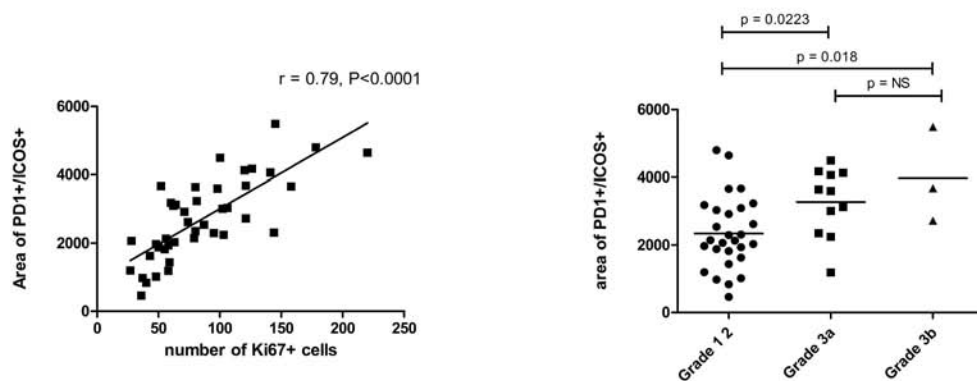 r = 0.79, P<0.0001
Area of PD1+/ICOS+
6000
4000
2000
0
0 50 100 150 200 250
number of Ki67+ cells
p = 0.0223
p = 0.018
p = NS
area of PD1+/ICOS+
6000
4000
2000
0
Grade 1 2
Grade 3a
Grade 3b